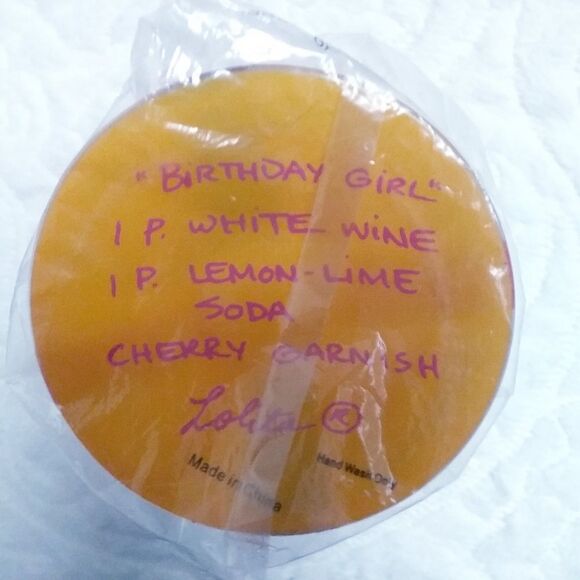 "BiRTHDAY GiRL"
1 P. WHITE WiNE
1 P. LEMON-LiME
SODA
CHERRY GARNiSH
Lolita ®
Made in China
Hand Wash Only